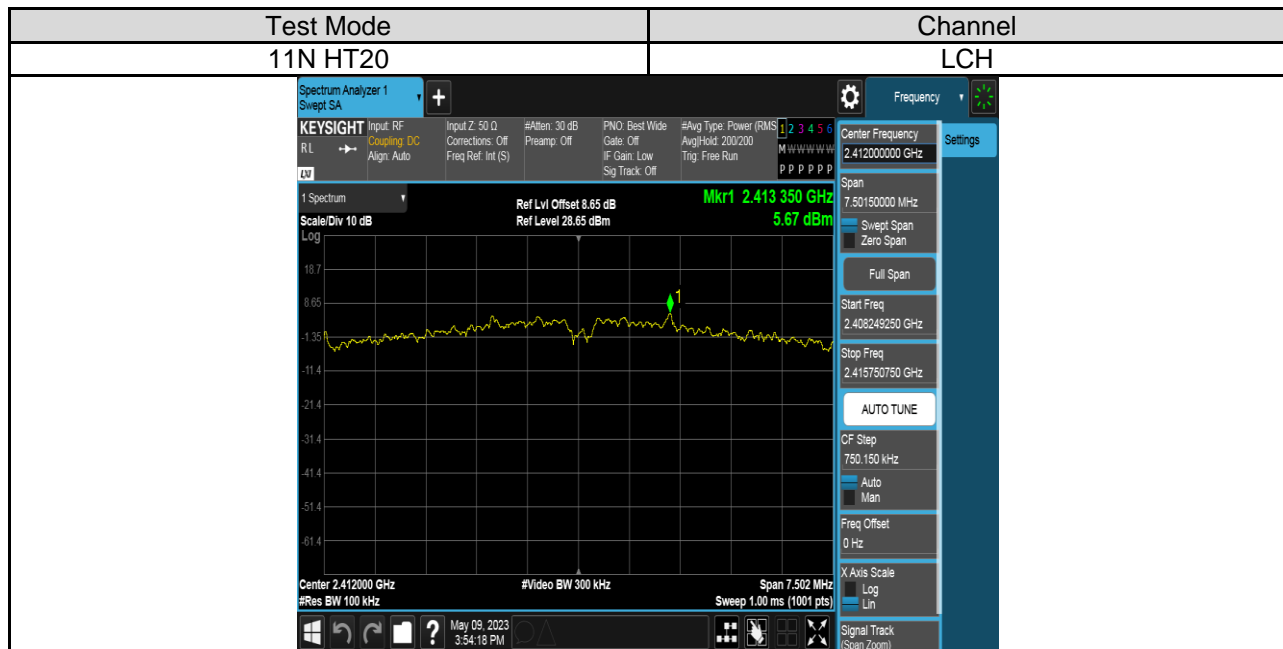 Test Mode Channel
11N HT20 LCH
Spectrum Analyzer 1
Swept SA
Frequency
KEYSIGHT
RL
LXI
Input: RF
Coupling: DC
Align: Auto
Input Z: 50 Ω
Corrections: Off
Freq Ref: Int (S)
#Atten: 30 dB
Preamp: Off
PNO: Best Wide
Gate: Off
IF Gain: Low
Sig Track: Off
#Avg Type: Power (RMS
Avg|Hold: 200/200
Trig: Free Run
1 2 3 4 5 6
M W W W W W
P P P P P P
1 Spectrum
Scale/Div 10 dB
Log
Ref Lvl Offset 8.65 dB
Ref Level 28.65 dBm
Mkr1 2.413 350 GHz
5.67 dBm
1
18.7
8.65
-1.35
-11.4
-21.4
-31.4
-41.4
-51.4
-61.4
Center 2.412000 GHz
#Res BW 100 kHz
#Video BW 300 kHz
Span 7.502 MHz
Sweep 1.00 ms (1001 pts)
May 09, 2023
3:54:18 PM
?
Center Frequency
2.412000000 GHz
Settings
Span
7.50150000 MHz
Swept Span
Zero Span
Full Span
Start Freq
2.408249250 GHz
Stop Freq
2.415750750 GHz
AUTO TUNE
CF Step
750.150 kHz
Auto
Man
Freq Offset
0 Hz
X Axis Scale
Log
Lin
Signal Track
(Span Zoom)